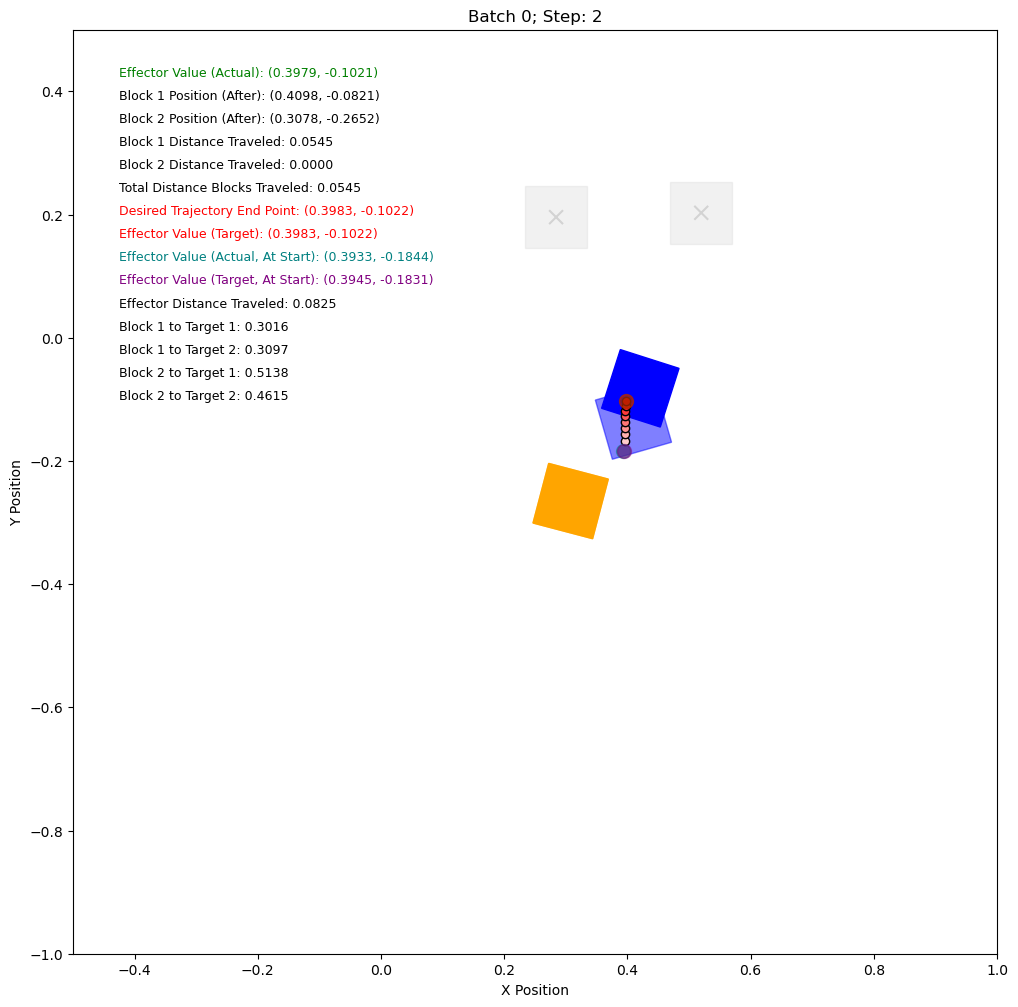 Batch 0; Step: 2
Effector Value (Actual): (0.3979, -0.1021)
Block 1 Position (After): (0.4098, -0.0821)
Block 2 Position (After): (0.3078, -0.2652)
Block 1 Distance Traveled: 0.0545
Block 2 Distance Traveled: 0.0000
Total Distance Blocks Traveled: 0.0545
Desired Trajectory End Point: (0.3983, -0.1022)
Effector Value (Target): (0.3983, -0.1022)
Effector Value (Actual, At Start): (0.3933, -0.1844)
Effector Value (Target, At Start): (0.3945, -0.1831)
Effector Distance Traveled: 0.0825
Block 1 to Target 1: 0.3016
Block 1 to Target 2: 0.3097
Block 2 to Target 1: 0.5138
Block 2 to Target 2: 0.4615
Y Position
0.4
0.2
0.0
−0.2
−0.4
−0.6
−0.8
−1.0
−0.4
−0.2
0.0
0.2
0.4
0.6
0.8
1.0
X Position